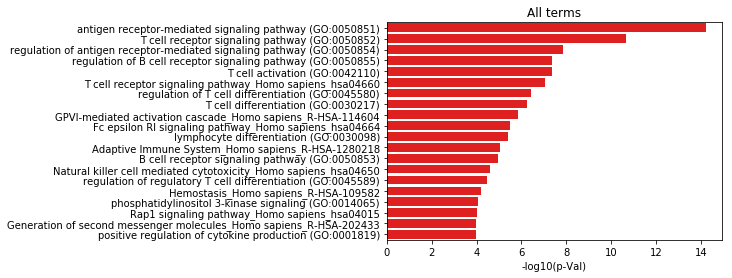 All terms
antigen receptor-mediated signaling pathway (GO:0050851)
T cell receptor signaling pathway (GO:0050852)
regulation of antigen receptor-mediated signaling pathway (GO:0050854)
regulation of B cell receptor signaling pathway (GO:0050855)
T cell activation (GO:0042110)
T cell receptor signaling pathway_Homo sapiens_hsa04660
regulation of T cell differentiation (GO:0045580)
T cell differentiation (GO:0030217)
GPVI-mediated activation cascade_Homo sapiens_R-HSA-114604
Fc epsilon RI signaling pathway_Homo sapiens_hsa04664
lymphocyte differentiation (GO:0030098)
Adaptive Immune System_Homo sapiens_R-HSA-1280218
B cell receptor signaling pathway (GO:0050853)
Natural killer cell mediated cytotoxicity_Homo sapiens_hsa04650
regulation of regulatory T cell differentiation (GO:0045589)
Hemostasis_Homo sapiens_R-HSA-109582
phosphatidylinositol 3-kinase signaling (GO:0014065)
Rap1 signaling pathway_Homo sapiens_hsa04015
Generation of second messenger molecules_Homo sapiens_R-HSA-202433
positive regulation of cytokine production (GO:0001819)
0 2 4 6 8 10 12 14
-log10(p-Val)